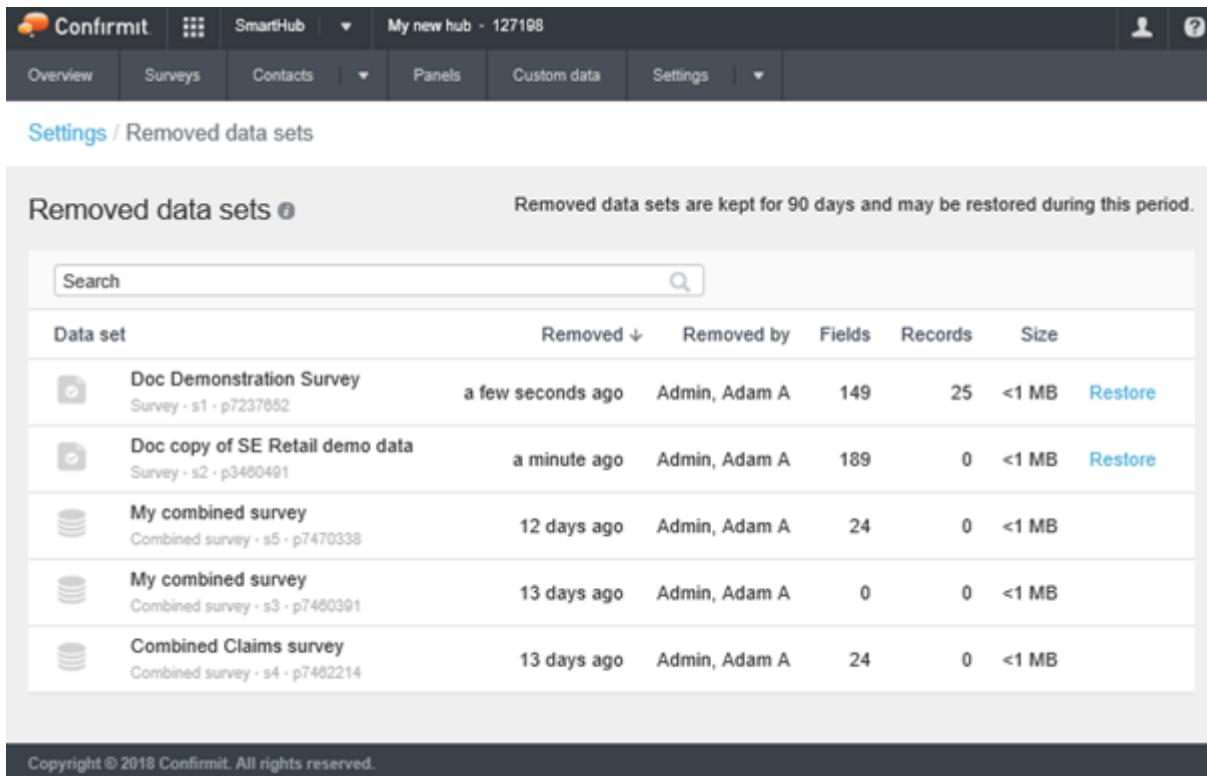 Confirmit SmartHub My new hub - 127198
Overview Surveys Contacts Panels Custom data Settings
Settings / Removed data sets
Removed data sets Removed data sets are kept for 90 days and may be restored during this period.
Search
Data set Removed Removed by Fields Records Size
Doc Demonstration Survey
Survey - s1 - p7237652
a few seconds ago Admin, Adam A 149 25 <1 MB Restore
Doc copy of SE Retail demo data
Survey - s2 - p3460491
a minute ago Admin, Adam A 189 0 <1 MB Restore
My combined survey
Combined survey - s5 - p7470338
12 days ago Admin, Adam A 24 0 <1 MB
My combined survey
Combined survey - s3 - p7460391
13 days ago Admin, Adam A 0 0 <1 MB
Combined Claims survey
Combined survey - s4 - p7462214
13 days ago Admin, Adam A 24 0 <1 MB
Copyright © 2018 Confirmit. All rights reserved.